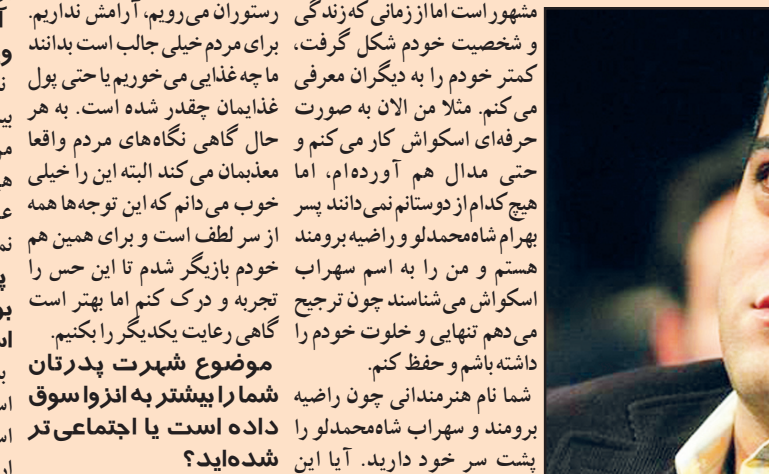 مشهور است اما از زمانی که زندگی
و شخصیت خودم شکل گرفت،
کمتر خودم را به دیگران معرفی
می‌کنم. مثلا من الان به صورت
حرفه‌ای اسکواش کار می‌کنم و
حتی مدال هم آورده‌ام، اما
هیچ کدام از دوستانم نمی‌دانند پسر
بهرام شاه‌محمدلو و راضیه برومند
هستم و من را به اسم سهراب
اسکواش می‌شناسند چون ترجیح
می‌دهم تنهایی و خلوت خودم را
داشته باشم و حفظ کنم.
شما نام هنرمندانی چون راضیه
برومند و سهراب شاه‌محمدلو را
پشت سر خود دارید. آیا این
رستوران می‌رویم، آرامش نداریم.
برای مردم خیلی جالب است بدانند
ما چه غذایی می‌خوریم یا حتی پول
غذایمان چقدر شده است. به هر
حال گاهی نگاه‌های مردم واقعا
معذبمان می‌کند البته این را خیلی
خوب می‌دانم که این توجه‌ها همه
از سر لطف است و برای همین هم
خودم بازیگر شدم تا این حس را
تجربه و درک کنم اما بهتر است
گاهی رعایت یکدیگر را بکنیم.
موضوع شهرت پدرتان
شما را بیشتر به انزوا سوق
داده است یا اجتماعی‌تر
شده‌اید؟